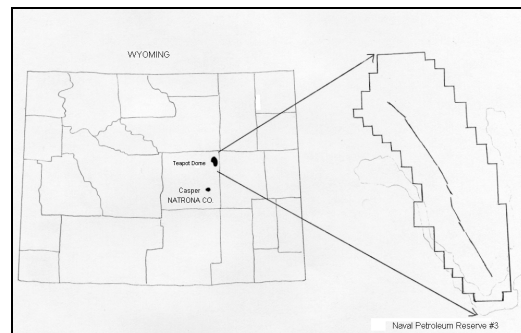 WYOMING
Teapot Dome
Casper
NATRONA CO.
Naval Petroleum Reserve #3